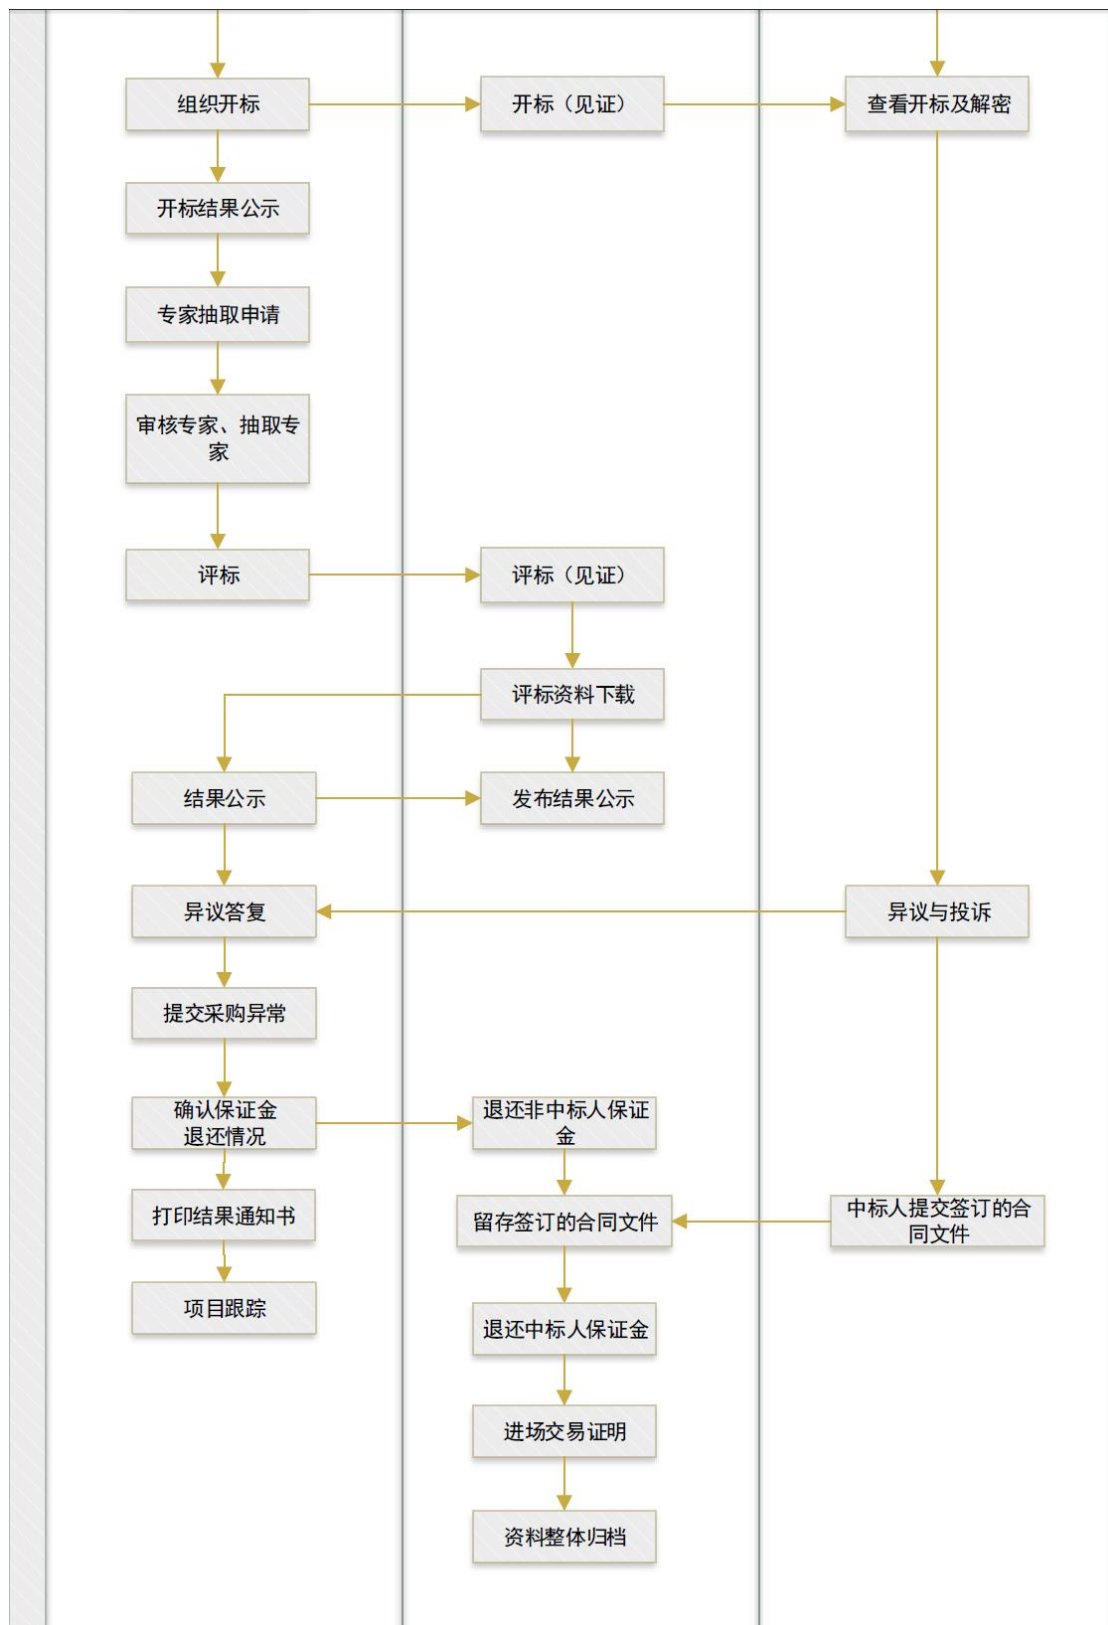 组织开标
开标（见证）
查看开标及解密
开标结果公示
专家抽取申请
审核专家、抽取专
家
评标
评标（见证）
评标资料下载
结果公示
发布结果公示
异议答复
异议与投诉
提交采购异常
确认保证金
退还情况
退还非中标人保证
金
打印结果通知书
留存签订的合同文件
中标人提交签订的合
同文件
项目跟踪
退还中标人保证金
进场交易证明
资料整体归档